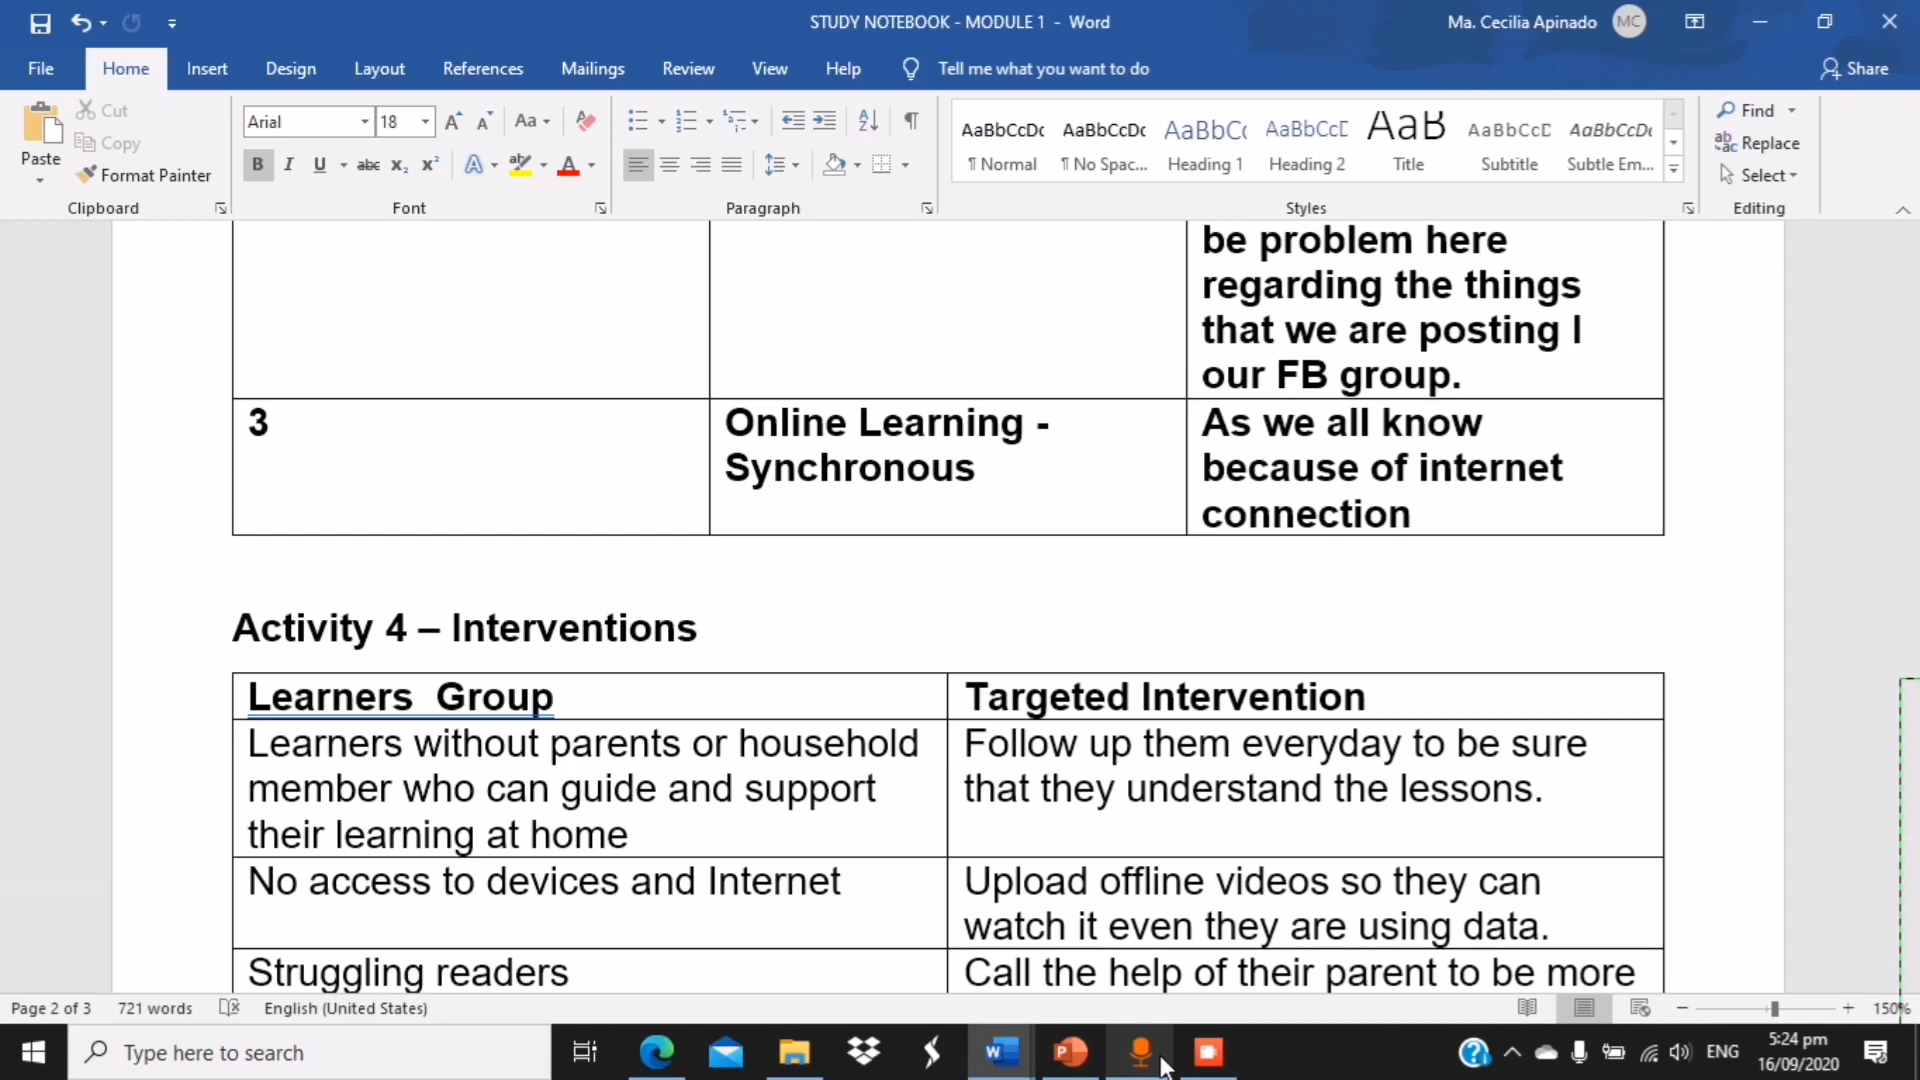 STUDY NOTEBOOK - MODULE 1 - Word
Ma. Cecilia Apinado MC
File Home Insert Design Layout References Mailings Review View Help Tell me what you want to do Share
Paste
Cut
Copy
Format Painter
Clipboard
Arial 18
Font
Paragraph
AaBbCcDc AaBbCcDc AaBbCc AaBbCcD AaB AaBbCcD AaBbCcDc
¶ Normal ¶ No Spac... Heading 1 Heading 2 Title Subtitle Subtle Em...
Styles
Find
Replace
Select
Editing
be problem here
regarding the things
that we are posting I
our FB group.
3
Online Learning -
Synchronous
As we all know
because of internet
connection
Activity 4 – Interventions
Learners  Group
Targeted Intervention
Learners without parents or household
member who can guide and support
their learning at home
Follow up them everyday to be sure
that they understand the lessons.
No access to devices and Internet
Upload offline videos so they can
watch it even they are using data.
Struggling readers
Call the help of their parent to be more
Page 2 of 3 721 words English (United States) 150%
Type here to search
ENG
5:24 pm
16/09/2020